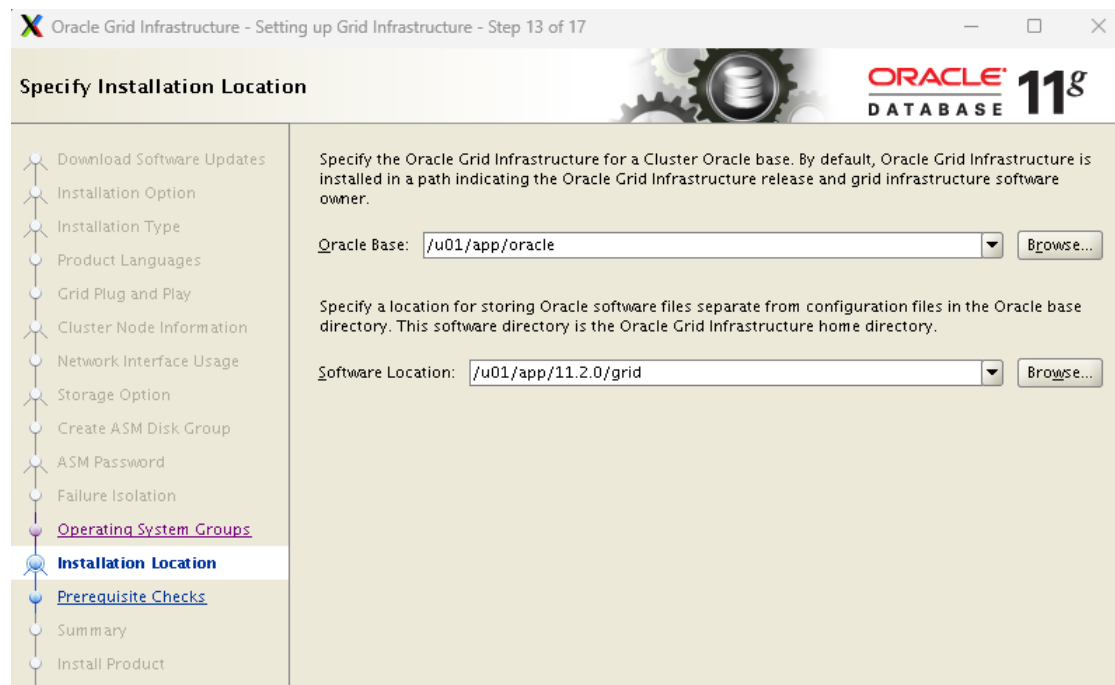 Oracle Grid Infrastructure - Setting up Grid Infrastructure - Step 13 of 17
Specify Installation Location
ORACLE DATABASE 11g
Download Software Updates
Installation Option
Installation Type
Product Languages
Grid Plug and Play
Cluster Node Information
Network Interface Usage
Storage Option
Create ASM Disk Group
ASM Password
Failure Isolation
Operating System Groups
Installation Location
Prerequisite Checks
Summary
Install Product
Specify the Oracle Grid Infrastructure for a Cluster Oracle base. By default, Oracle Grid Infrastructure is
installed in a path indicating the Oracle Grid Infrastructure release and grid infrastructure software
owner.
Oracle Base: /u01/app/oracle Browse...
Specify a location for storing Oracle software files separate from configuration files in the Oracle base
directory. This software directory is the Oracle Grid Infrastructure home directory.
Software Location: /u01/app/11.2.0/grid Browse...